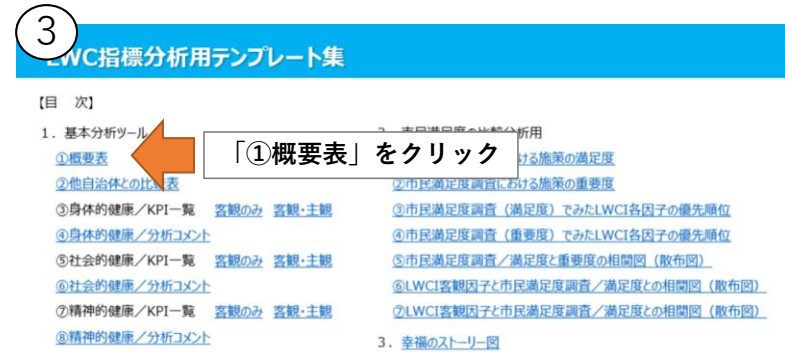 ③
LWC指標分析用テンプレート集
【目 次】
1. 基本分析ツール
①概要表
「①概要表」をクリック
②他自治体との比較表
③身体的健康/KPI一覧 客観のみ 客観・主観
④身体的健康/分析コメント
⑤社会的健康/KPI一覧 客観のみ 客観・主観
⑥社会的健康/分析コメント
⑦精神的健康/KPI一覧 客観のみ 客観・主観
⑧精神的健康/分析コメント
2. 市民満足度の比較分析用
ける施策の満足度
②市民満足度調査における施策の重要度
③市民満足度調査(満足度)でみたLWCI各因子の優先順位
④市民満足度調査(重要度)でみたLWCI各因子の優先順位
⑤市民満足度調査/満足度と重要度の相関図(散布図)
⑥LWCI客観因子と市民満足度調査/満足度との相関図(散布図)
⑦LWCI客観因子と市民満足度調査/満足度との相関図(散布図)
3. 幸福のストーリー図